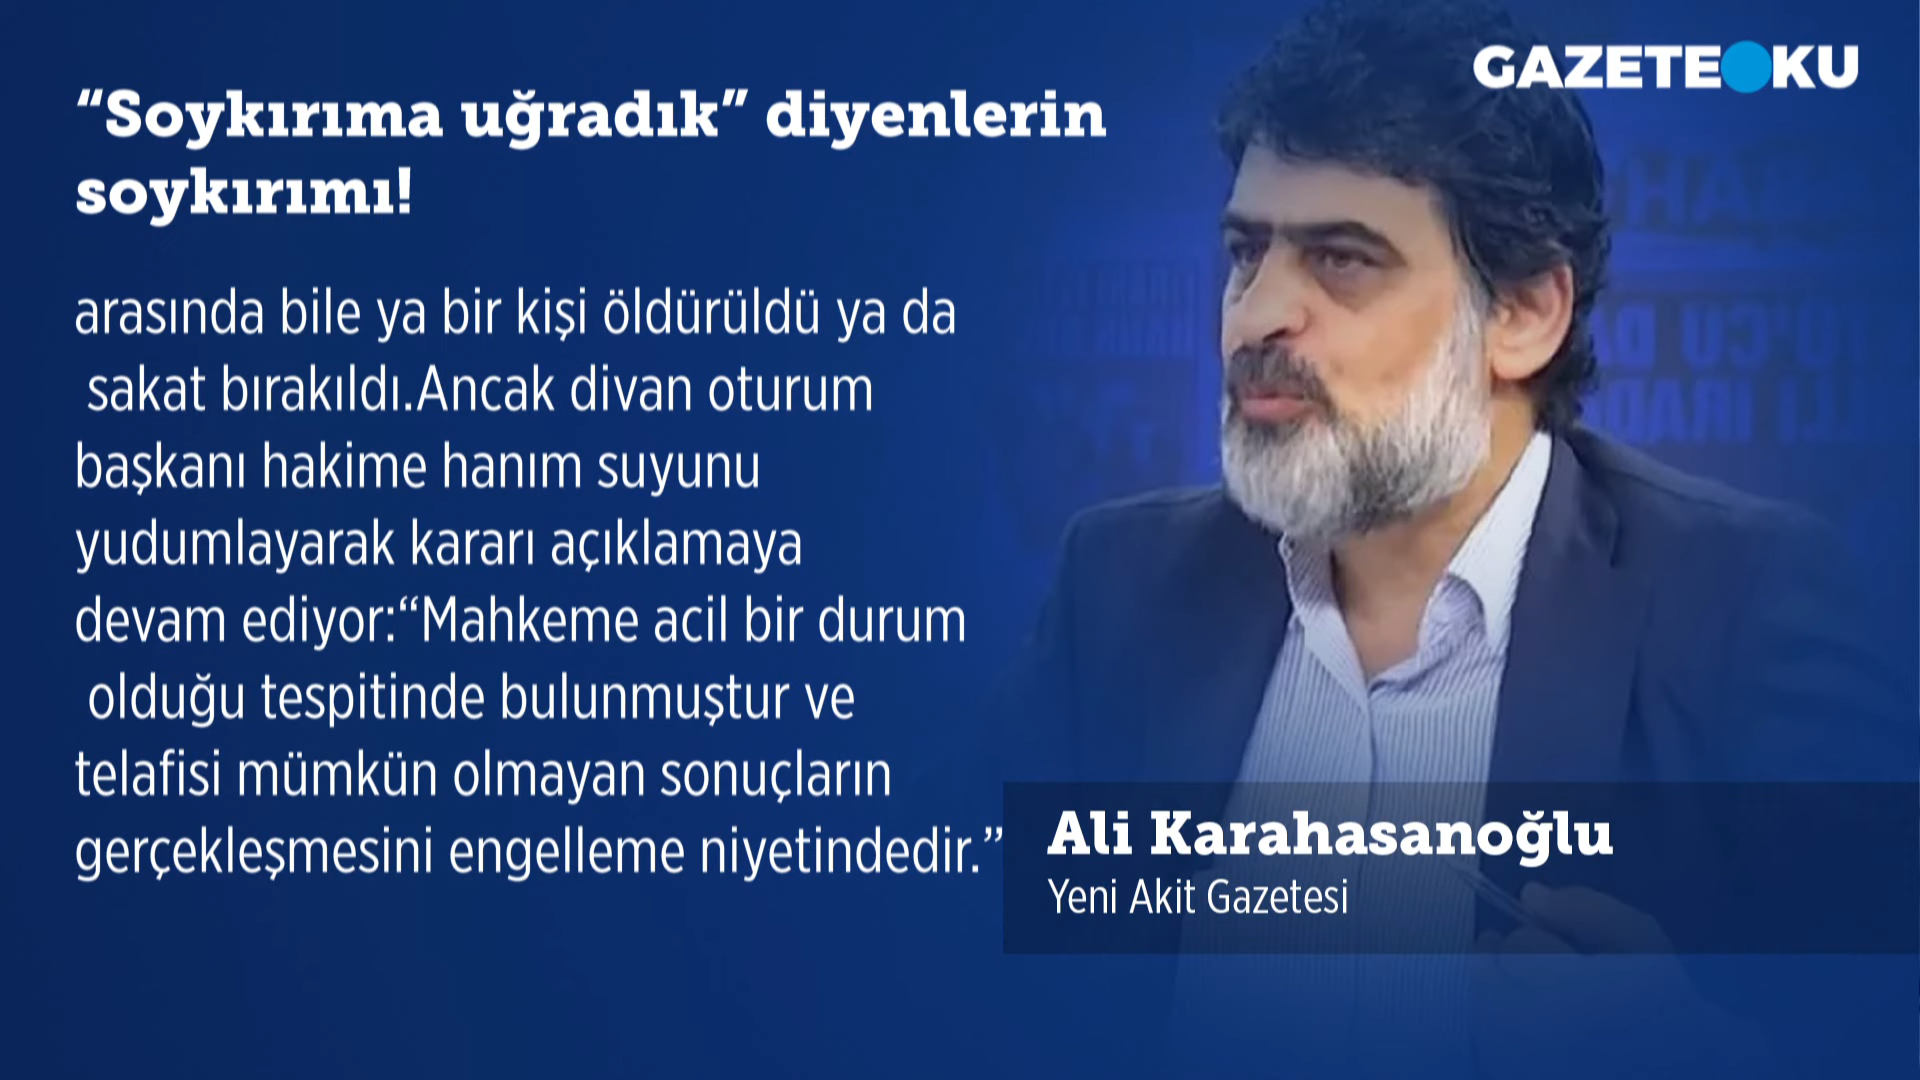 GAZETE KU
“Soykırıma uğradık” diyenlerin
soykırımı!
arasında bile ya bir kişi öldürüldü ya da
sakat bırakıldı.Ancak divan oturum
başkanı hakime hanım suyunu
yudumlayarak kararı açıklamaya
devam ediyor:“Mahkeme acil bir durum
olduğu tespitinde bulunmuştur ve
telafisi mümkün olmayan sonuçların
gerçekleşmesini engelleme niyetindedir.”
Ali Karahasanoğlu
Yeni Akit Gazetesi